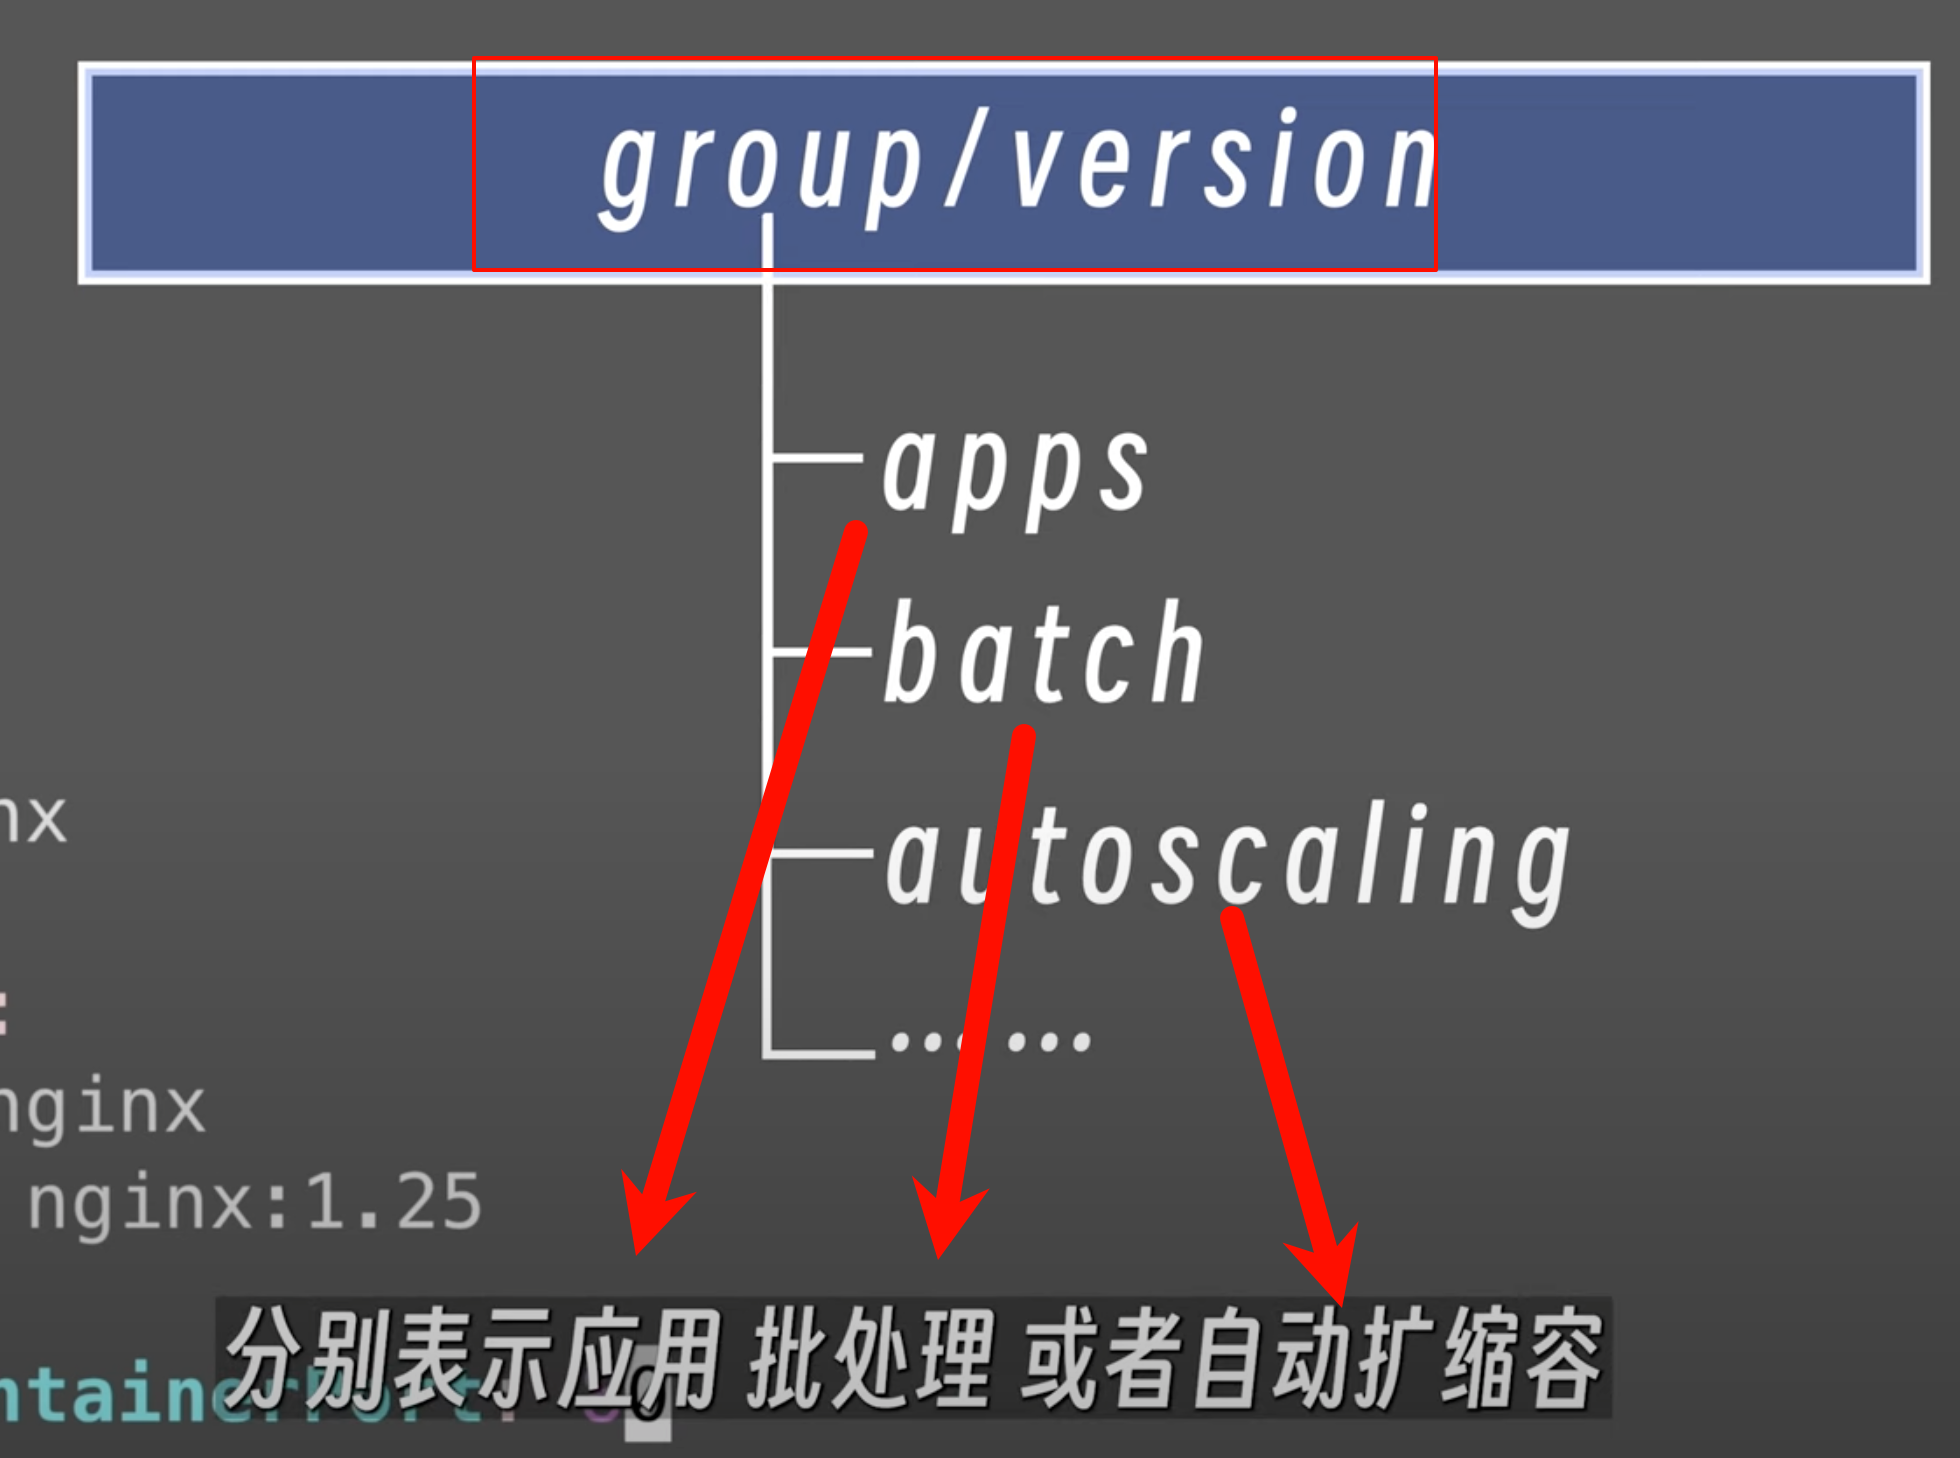 group/version
apps
batch
autoscaling
... ...
nx
:
nginx
nginx:1.25
分别表示应用 批处理 或者自动扩缩容
ntainerPort: 80